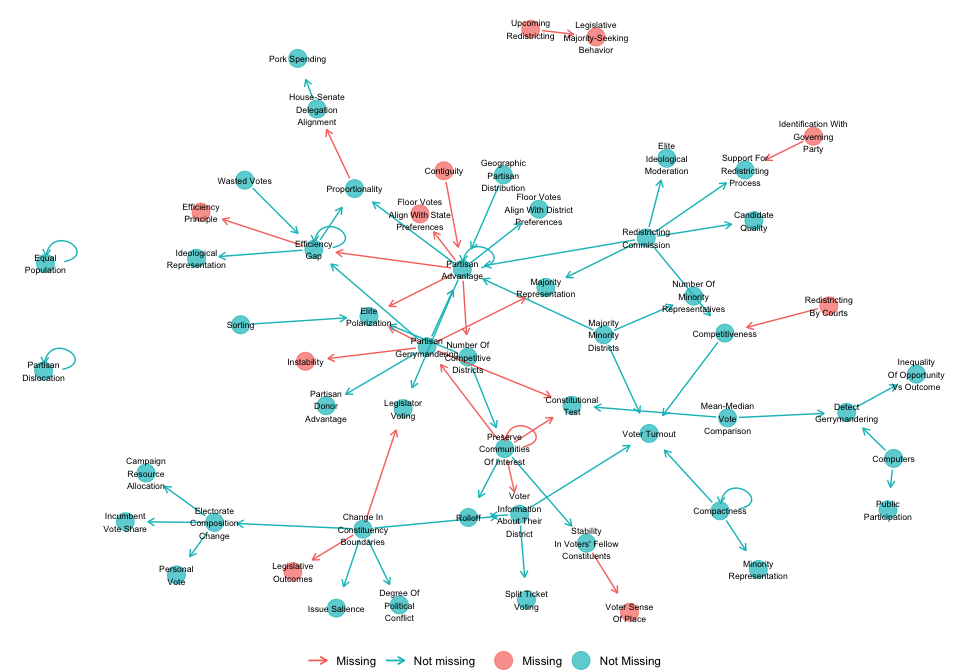 Upcoming
Redistricting
Legislative
Majority-Seeking
Behavior
Pork Spending
House-Senate
Delegation
Alignment
Identification With
Governing
Party
Elite
Ideological
Moderation
Support For
Redistricting
Process
Contiguity
Geographic
Partisan
Distribution
Wasted Votes
Proportionality
Floor Votes
Align With State
Preferences
Floor Votes
Align With District
Preferences
Efficiency
Principle
Candidate
Quality
Redistricting
Commission
Efficiency
Gap
Ideological
Representation
Equal
Population
Partisan
Advantage
Majority
Representation
Number Of
Minority
Representatives
Redistricting
By Courts
Elite
Polarization
Sorting
Majority
Minority
Districts
Competitiveness
Partisan
Gerrymandering
Number Of
Competitive
Districts
Instability
Partisan
Dislocation
Inequality
Of Opportunity
Vs Outcome
Partisan
Donor
Advantage
Legislator
Voting
Constitutional
Test
Mean-Median
Vote
Comparison
Detect
Gerrymandering
Voter Turnout
Preserve
Communities
Of Interest
Computers
Campaign
Resource
Allocation
Public
Participation
Compactness
Incumbent
Vote Share
Electorate
Composition
Change
Change In
Constituency
Boundaries
Rolloff
Voter
Information
About Their
District
Stability
In Voters' Fellow
Constituents
Personal
Vote
Legislative
Outcomes
Minority
Representation
Issue Salience
Degree Of
Political
Conflict
Split Ticket
Voting
Voter Sense
Of Place
Missing
Not missing
Missing
Not Missing